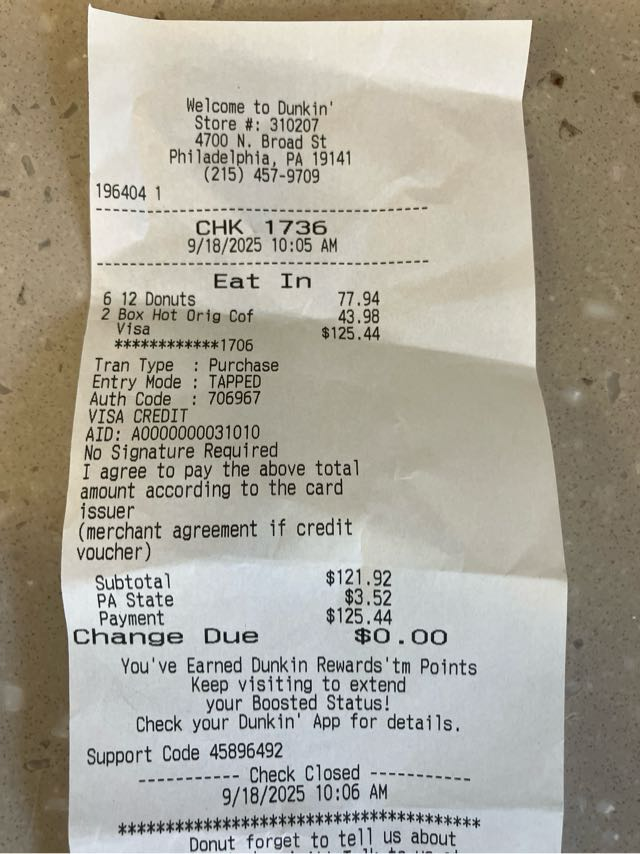 Welcome to Dunkin'
Store #: 310207
4700 N. Broad St
Philadelphia, PA 19141
(215) 457-9709
196404 1
CHK 1736
9/18/2025 10:05 AM
Eat In
6 12 Donuts 77.94
2 Box Hot Orig Cof 43.98
Visa $125.44
************1706
Tran Type : Purchase
Entry Mode : TAPPED
Auth Code : 706967
VISA CREDIT
AID: A0000000031010
No Signature Required
I agree to pay the above total
amount according to the card
issuer
(merchant agreement if credit
voucher)
Subtotal $121.92
PA State $3.52
Payment $125.44
Change Due $0.00
You've Earned Dunkin Rewards'tm Points
Keep visiting to extend
your Boosted Status!
Check your Dunkin' App for details.
Support Code 45896492
----------- Check Closed -----------
9/18/2025 10:06 AM
****************************************
Donut forget to tell us about